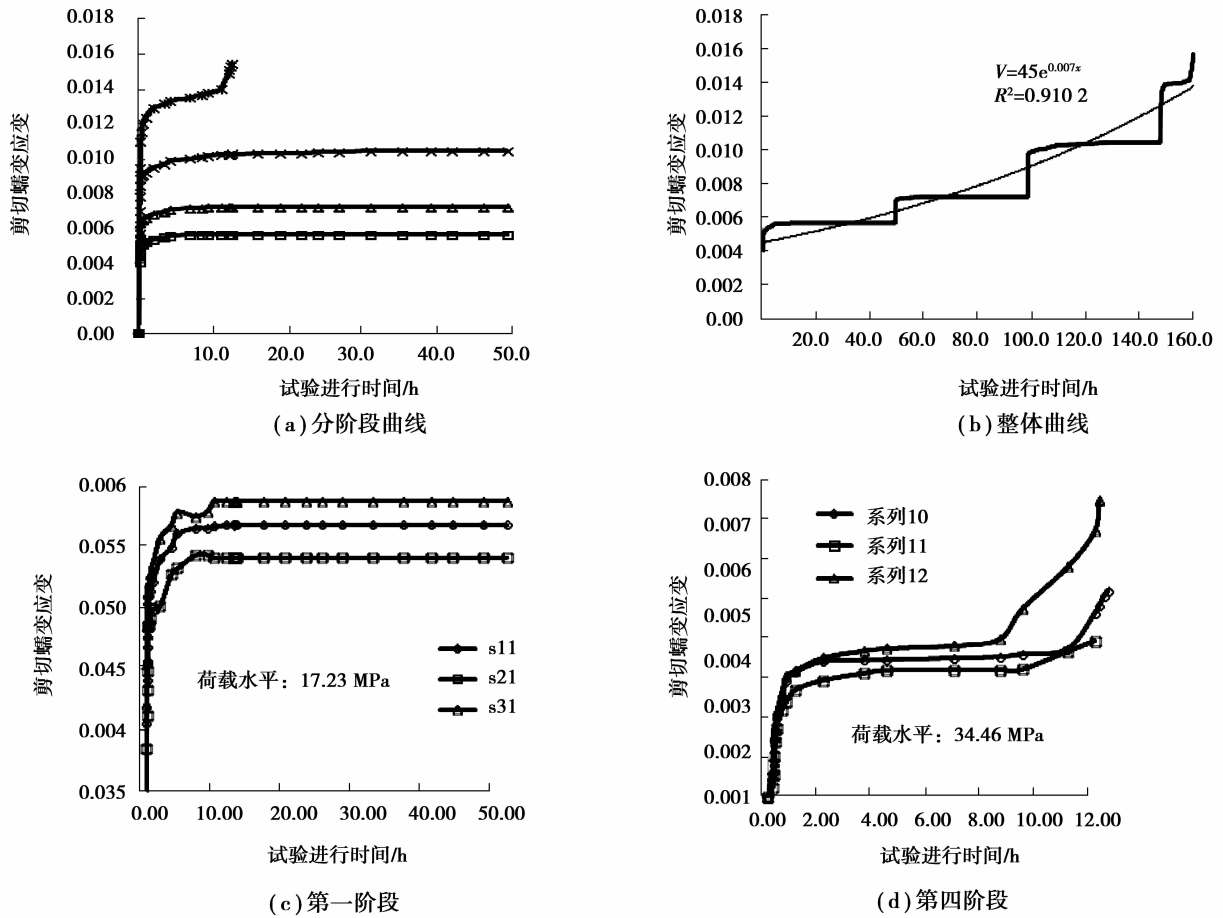 0.018
0.016
0.014
0.012
0.010
0.008
0.006
0.004
0.002
0.00
剪切蠕变应变
10.0 20.0 30.0 40.0 50.0
试验进行时间/h
(a)分阶段曲线
0.018
0.016
0.014
0.012
0.010
0.008
0.006
0.004
0.002
0.00
剪切蠕变应变
V=45e^0.007x
R²=0.910 2
20.0 40.0 60.0 80.0 100.0 120.0 140.0 160.0
试验进行时间/h
(b)整体曲线
0.006
0.055
0.050
0.045
0.004
0.035
剪切蠕变应变
荷载水平：17.23 MPa
s11
s21
s31
0.00 10.00 20.00 30.00 40.00 50.00
试验进行时间/h
(c)第一阶段
0.008
0.007
0.006
0.005
0.004
0.003
0.002
0.001
剪切蠕变应变
系列10
系列11
系列12
荷载水平：34.46 MPa
0.00 2.00 4.00 6.00 8.00 10.00 12.00
试验进行时间/h
(d)第四阶段